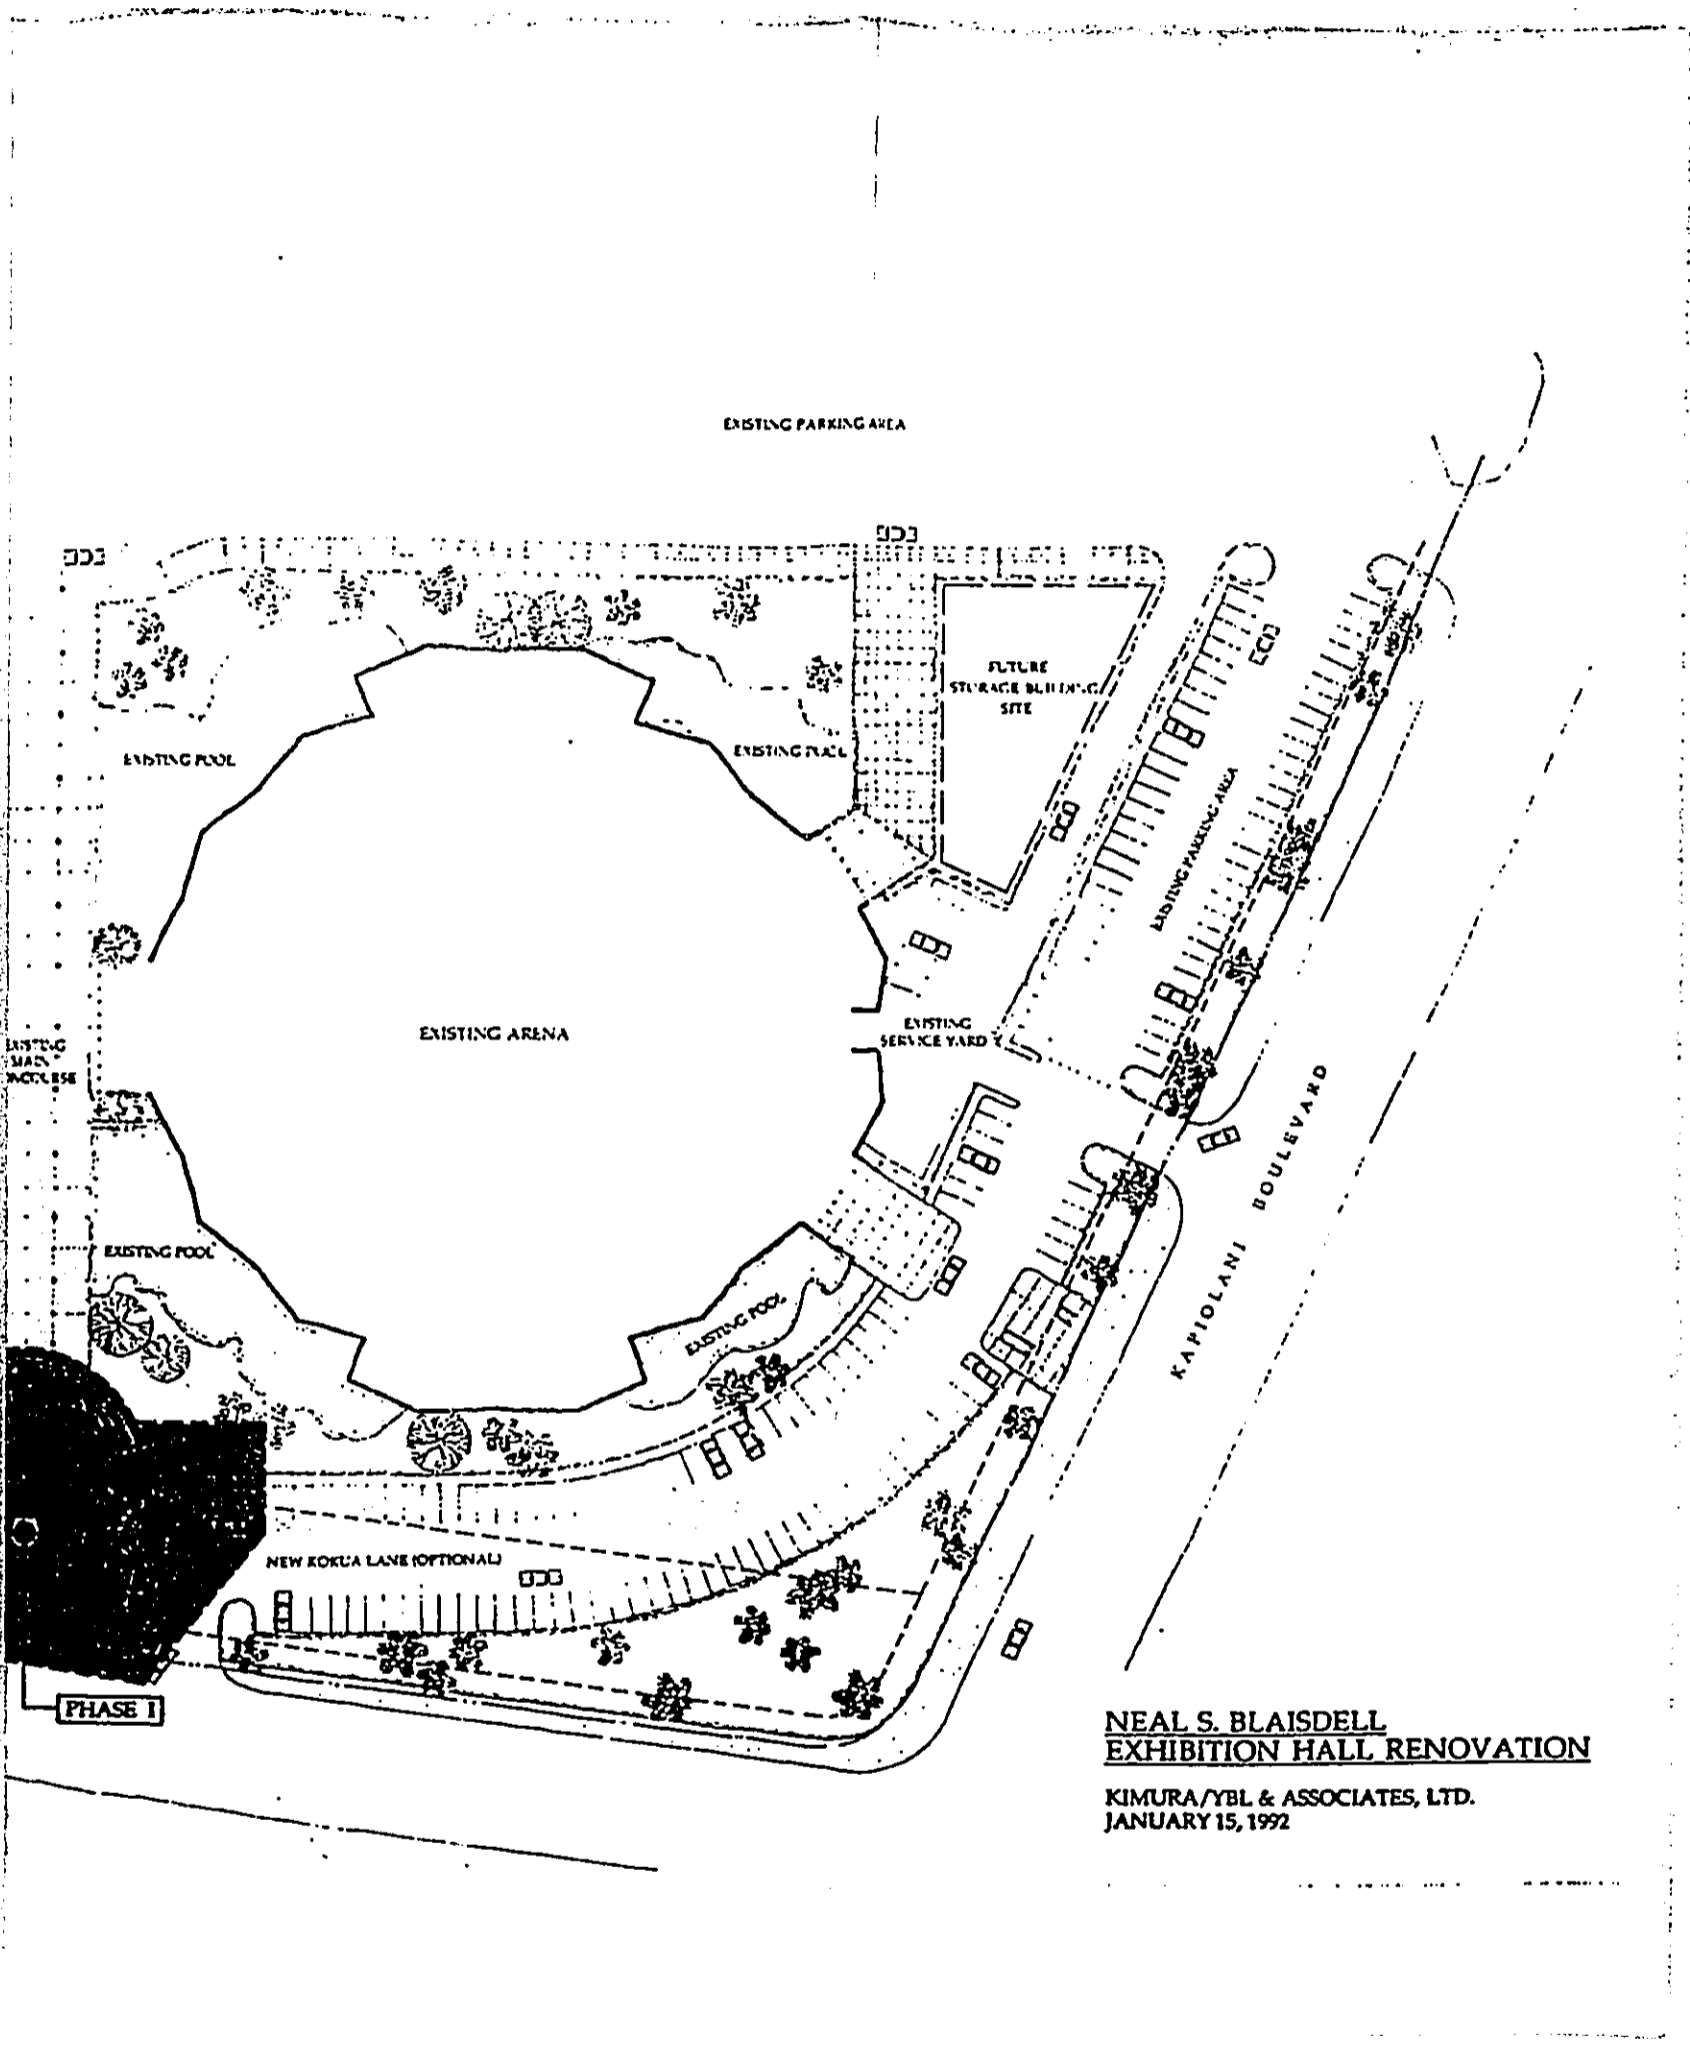 EXISTING PARKING AREA
FUTURE
STORAGE BUILDING
SITE
EXISTING POOL
EXISTING POOL
EXISTING PARKING AREA
EXISTING ARENA
EXISTING
SERVICE YARD
EXISTING
MAIN
KAPIOLANI BOULEVARD
EXISTING POOL
EXISTING POOL
NEW KOKUA LANE (OPTIONAL)
PHASE I
NEAL S. BLAISDELL
EXHIBITION HALL RENOVATION
KIMURA/YBL & ASSOCIATES, LTD.
JANUARY 15, 1992